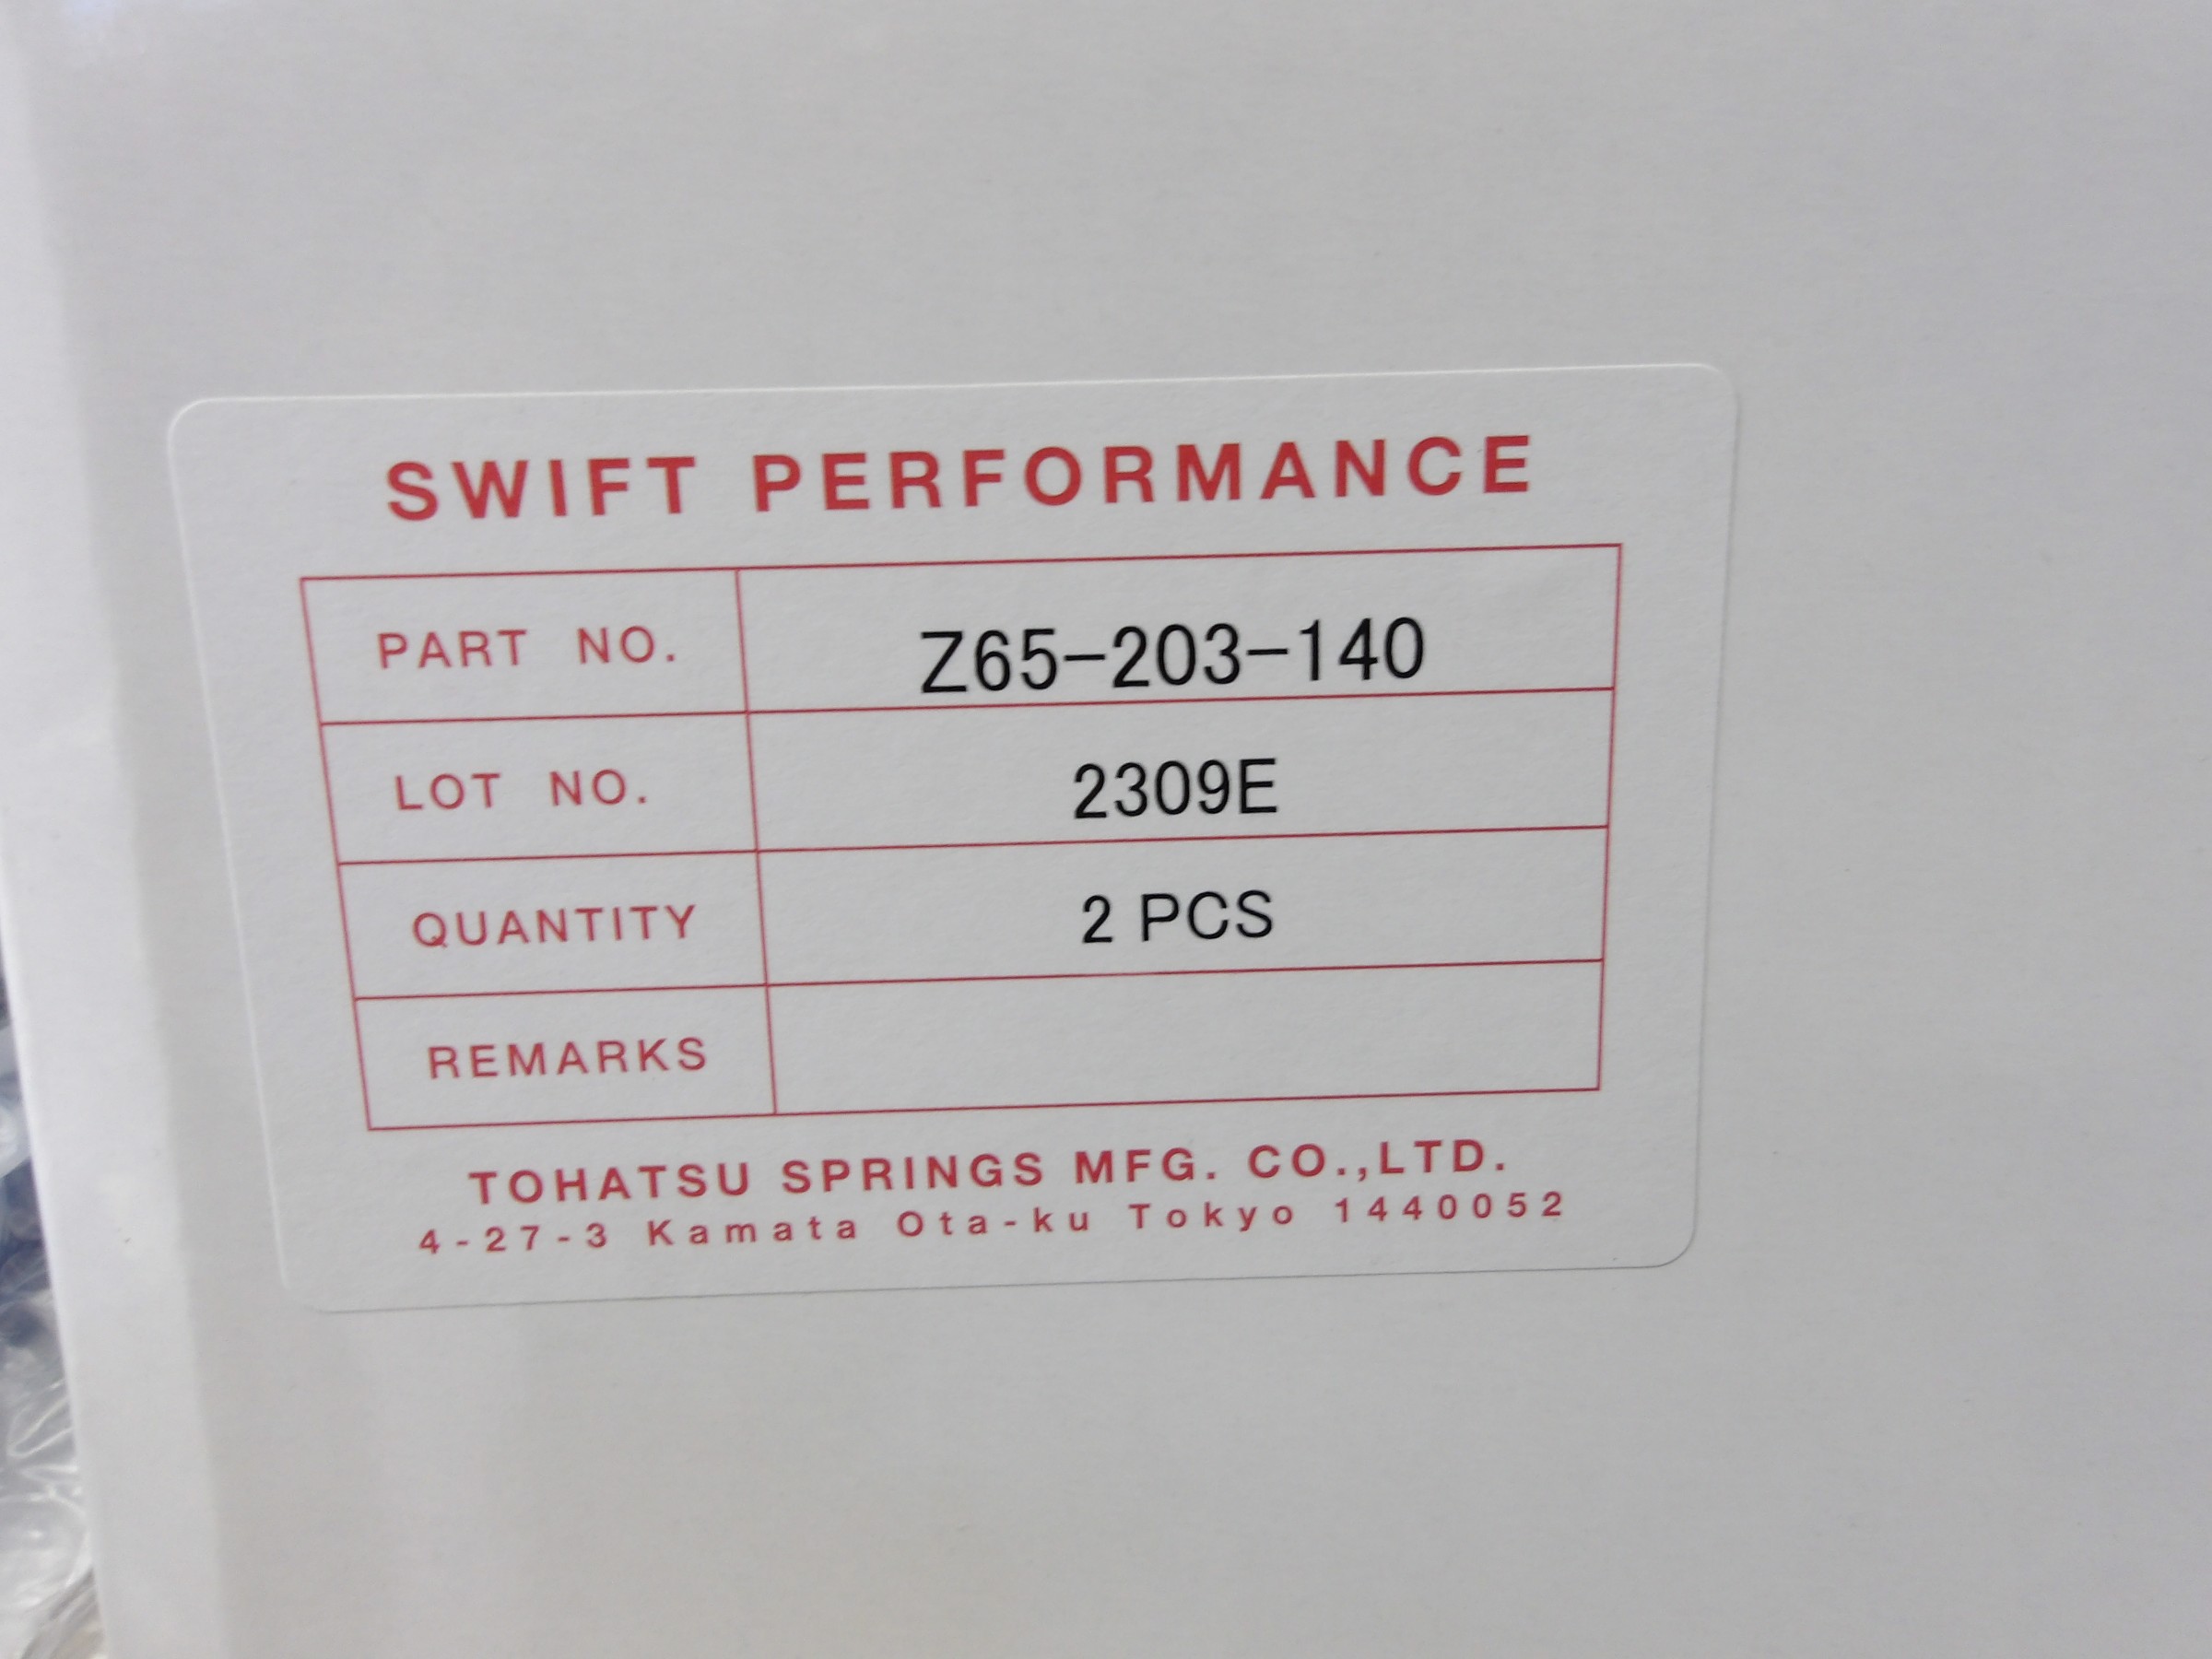 SWIFT PERFORMANCE
PART NO. Z65-203-140
LOT NO. 2309E
QUANTITY 2 PCS
REMARKS
TOHATSU SPRINGS MFG. CO.,LTD.
4-27-3 Kamata Ota-ku Tokyo 1440052